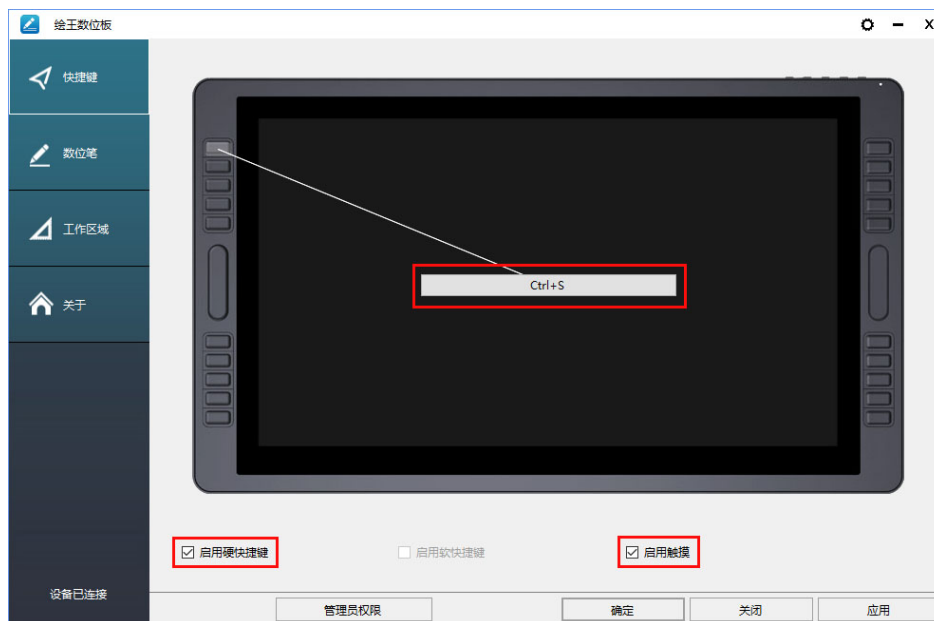 绘王数位板
快捷键
数位笔
工作区域
关于
Ctrl+S
启用硬快捷键
启用软快捷键
启用触摸
设备已连接
管理员权限
确定
关闭
应用